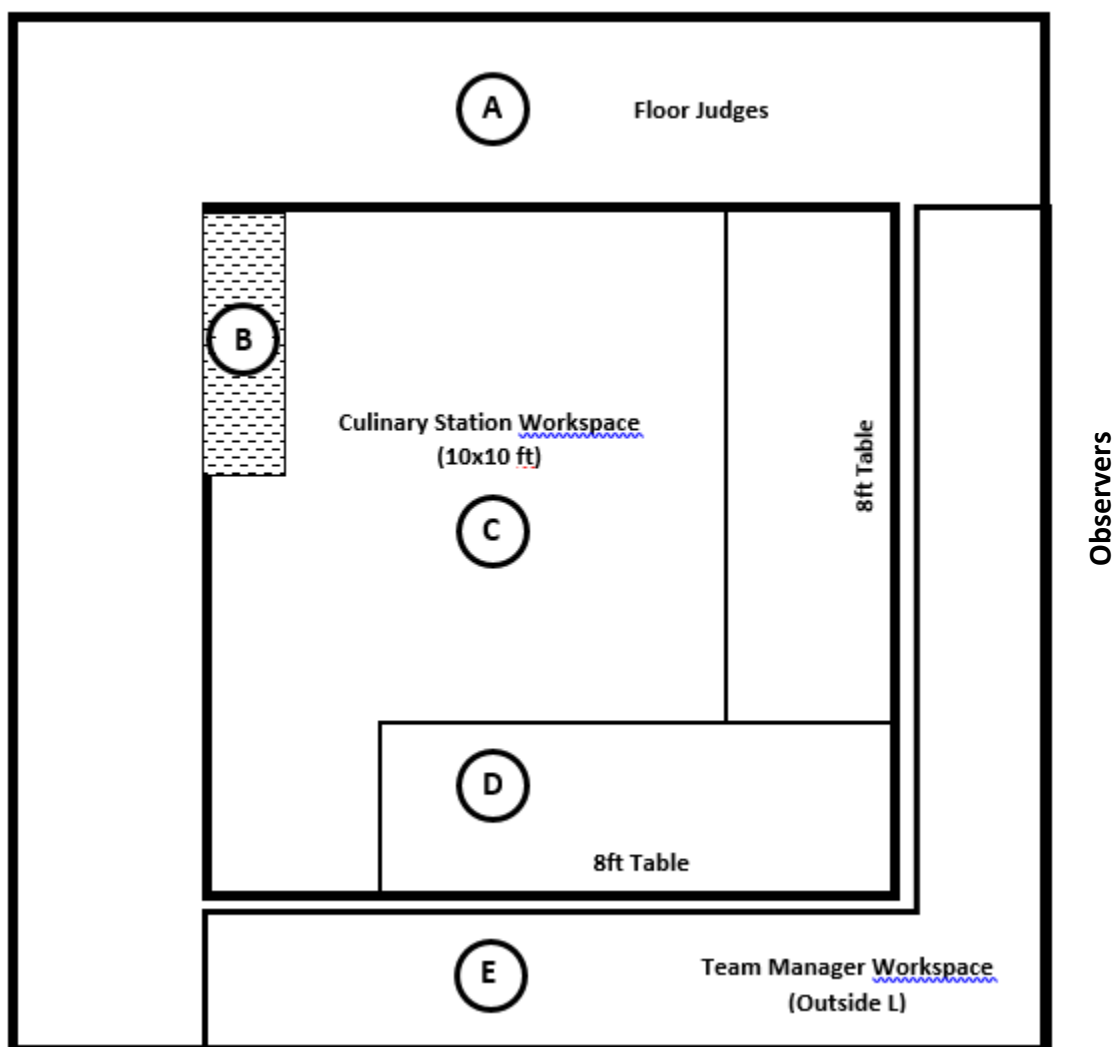 A
Floor Judges
B
Culinary Station Workspace
(10x10 ft)
8ft Table
Observers
C
D
8ft Table
E
Team Manager Workspace
(Outside L)